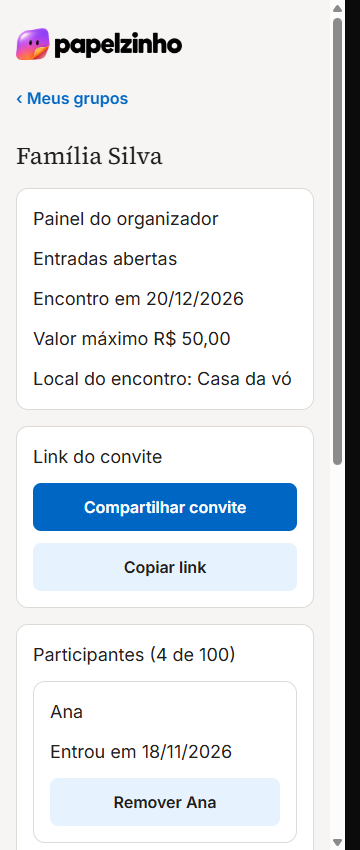 papelzinho
‹ Meus grupos
Família Silva
Painel do organizador
Entradas abertas
Encontro em 20/12/2026
Valor máximo R$ 50,00
Local do encontro: Casa da vó
Link do convite
Compartilhar convite
Copiar link
Participantes (4 de 100)
Ana
Entrou em 18/11/2026
Remover Ana